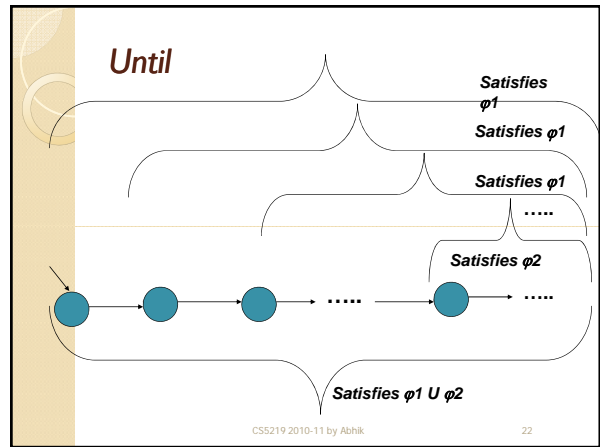 Until
Satisfies
φ1
Satisfies φ1
Satisfies φ1
.....
Satisfies φ2
.....
.....
Satisfies φ1 U φ2
CS5219 2010-11 by Abhik
22